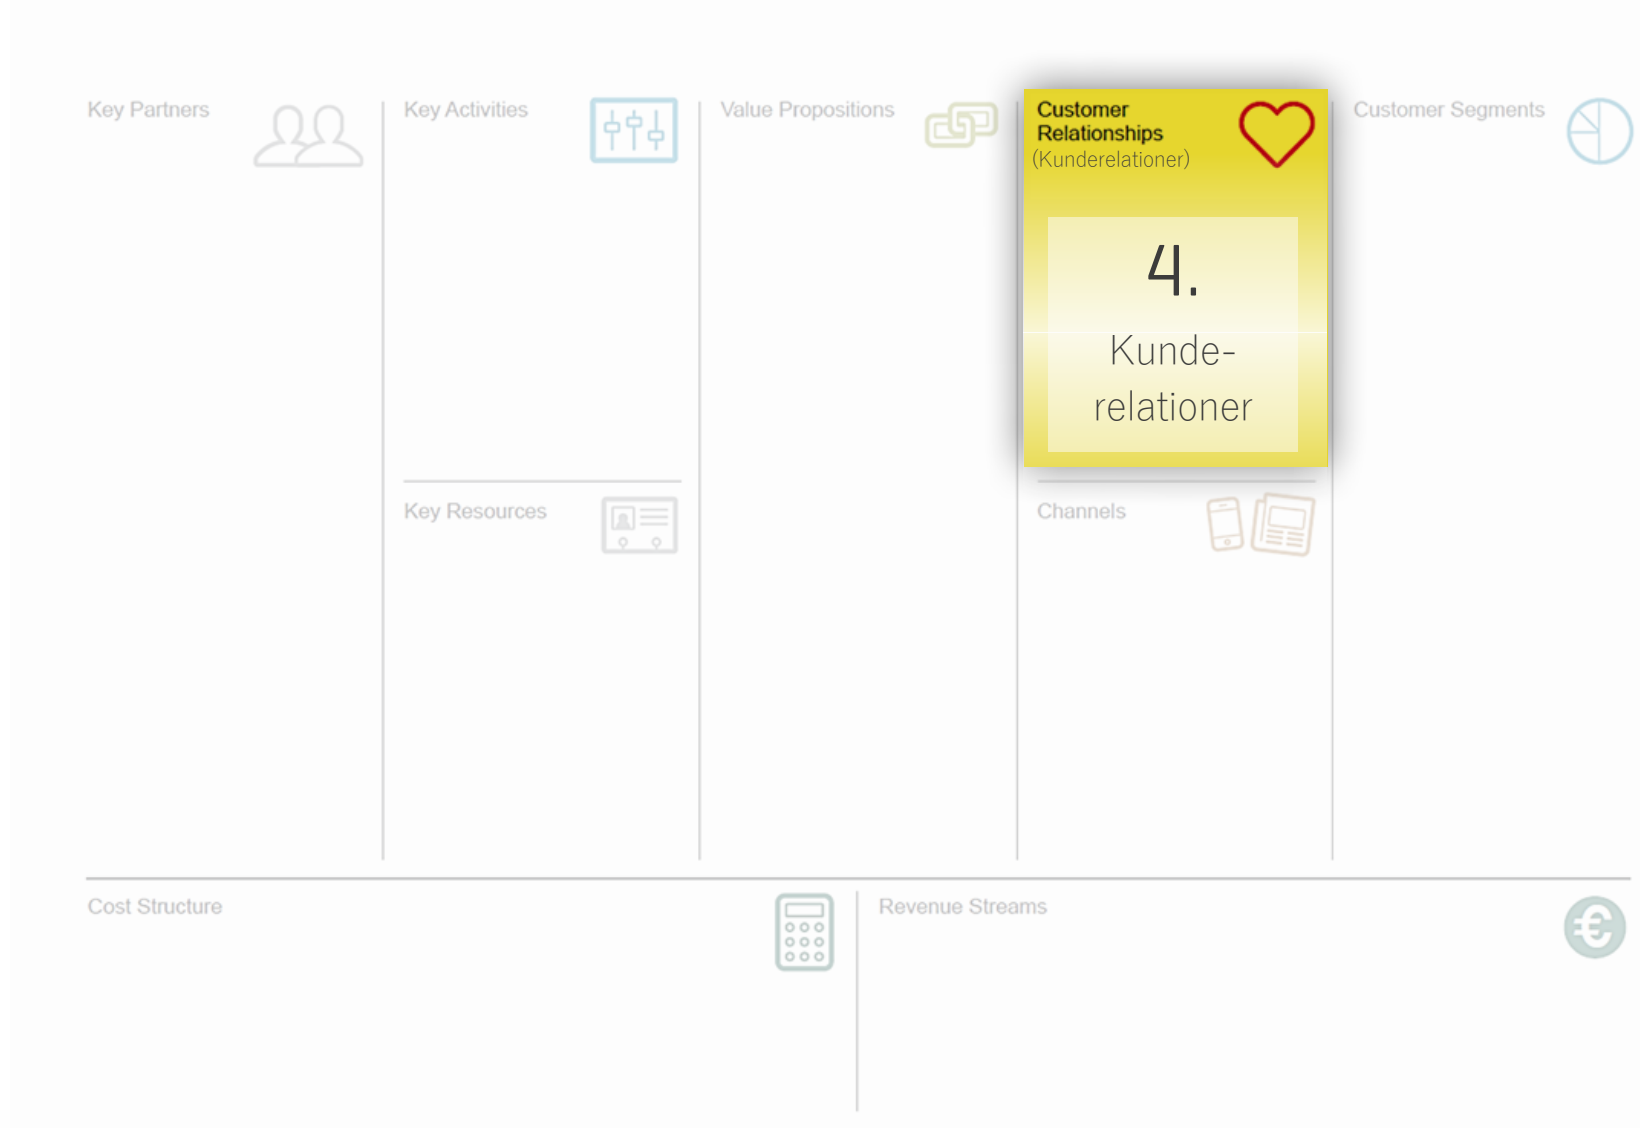 Key Partners
Key Activities
Value Propositions
Customer
Relationships
(Kunderelationer)
4.
Kunde-
relationer
Customer Segments
Key Resources
Channels
Cost Structure
Revenue Streams